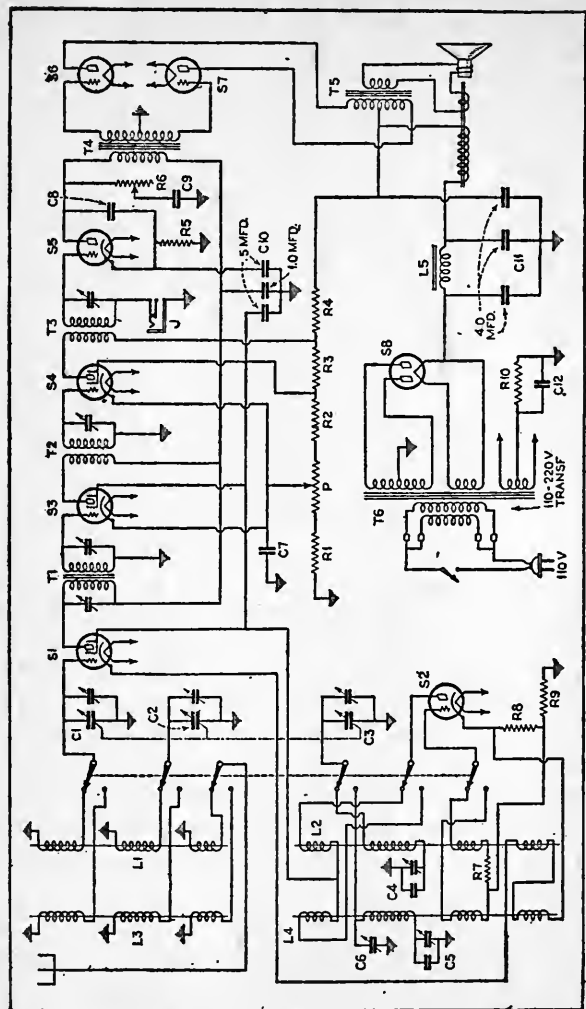 S6
S7
T5
T4
C8
R6
C9
S5
R5
.5 MFD.
C10
1.0 MFD.
T3
J
L5
4.0 MFD.
C11
S4
R4
R3
S8
R10
C12
T2
R2
S3
P
T6
110-220V
TRANSF
T1
C7
R1
110V
S1
C1
C2
C3
S2
R8
R9
L1
L2
L3
L4
C4
R7
C6
C5